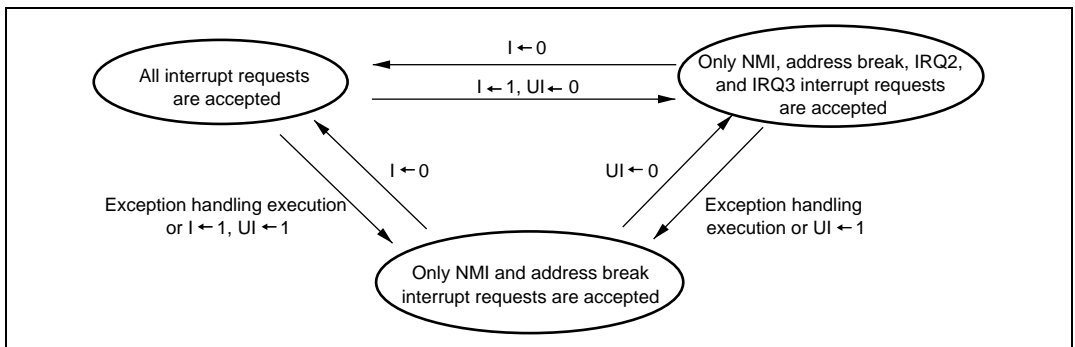 I ← 0
All interrupt requests
are accepted
Only NMI, address break, IRQ2,
and IRQ3 interrupt requests
are accepted
I ← 1, UI ← 0
I ← 0
UI ← 0
Exception handling execution
or I ← 1, UI ← 1
Exception handling
execution or UI ← 1
Only NMI and address break
interrupt requests are accepted